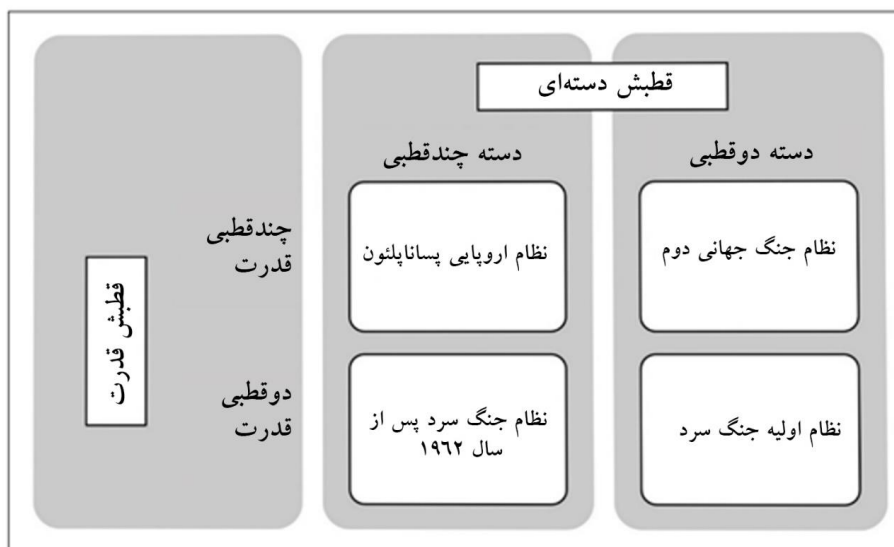 قطبش دسته‌ای
دسته دوقطبی
دسته چندقطبی
چندقطبی
قدرت
نظام جنگ جهانی دوم
نظام اروپایی پساناپلئون
قطبش قدرت
دوقطبی
قدرت
نظام اولیه جنگ سرد
نظام جنگ سرد پس از
سال ۱۹۶۲